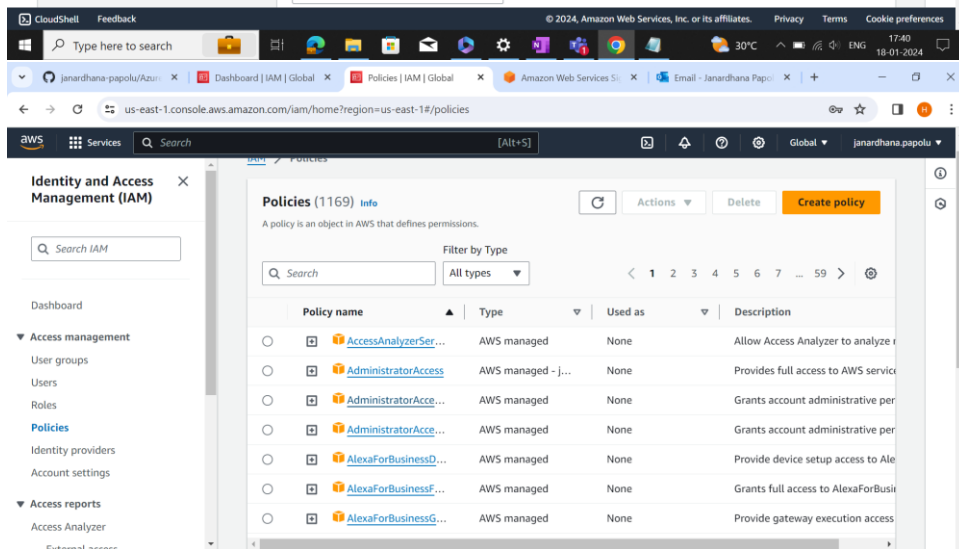 CloudShell Feedback © 2024, Amazon Web Services, Inc. or its affiliates. Privacy Terms Cookie preferences
Type here to search 30°C ENG 17:40
18-01-2024
janardhana-papolu/Azur Dashboard | IAM | Global Policies | IAM | Global Amazon Web Services Si Email - Janardhana Papol
us-east-1.console.aws.amazon.com/iam/home?region=us-east-1#/policies
aws Services Search [Alt+S] Global janardhana.papolu
IAM > Policies
Identity and Access
Management (IAM)
Search IAM
Dashboard
Access management
User groups
Users
Roles
Policies
Identity providers
Account settings
Access reports
Access Analyzer
External access
Policies (1169) Info
Actions Delete Create policy
A policy is an object in AWS that defines permissions.
Filter by Type
Search All types 1 2 3 4 5 6 7 ... 59
Policy name Type Used as Description
AccessAnalyzerSer... AWS managed None Allow Access Analyzer to analyze r
AdministratorAccess AWS managed - j... None Provides full access to AWS service
AdministratorAcce... AWS managed None Grants account administrative per
AdministratorAcce... AWS managed None Grants account administrative per
AlexaForBusinessD... AWS managed None Provide device setup access to Ale
AlexaForBusinessF... AWS managed None Grants full access to AlexaForBusi
AlexaForBusinessG... AWS managed None Provide gateway execution access